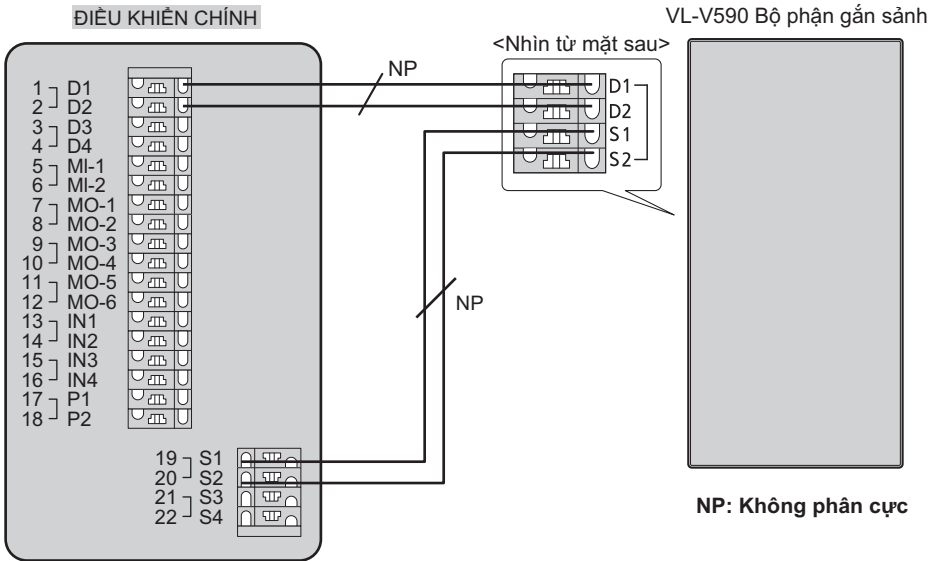 ĐIỀU KHIỂN CHÍNH
VL-V590 Bộ phận gắn sảnh
<Nhìn từ mặt sau>
NP
1 D1
2 D2
3 D3
4 D4
5 MI-1
6 MI-2
7 MO-1
8 MO-2
9 MO-3
10 MO-4
11 MO-5
12 MO-6
13 IN1
14 IN2
15 IN3
16 IN4
17 P1
18 P2
19 S1
20 S2
21 S3
22 S4
D1
D2
S1
S2
NP
NP: Không phân cực